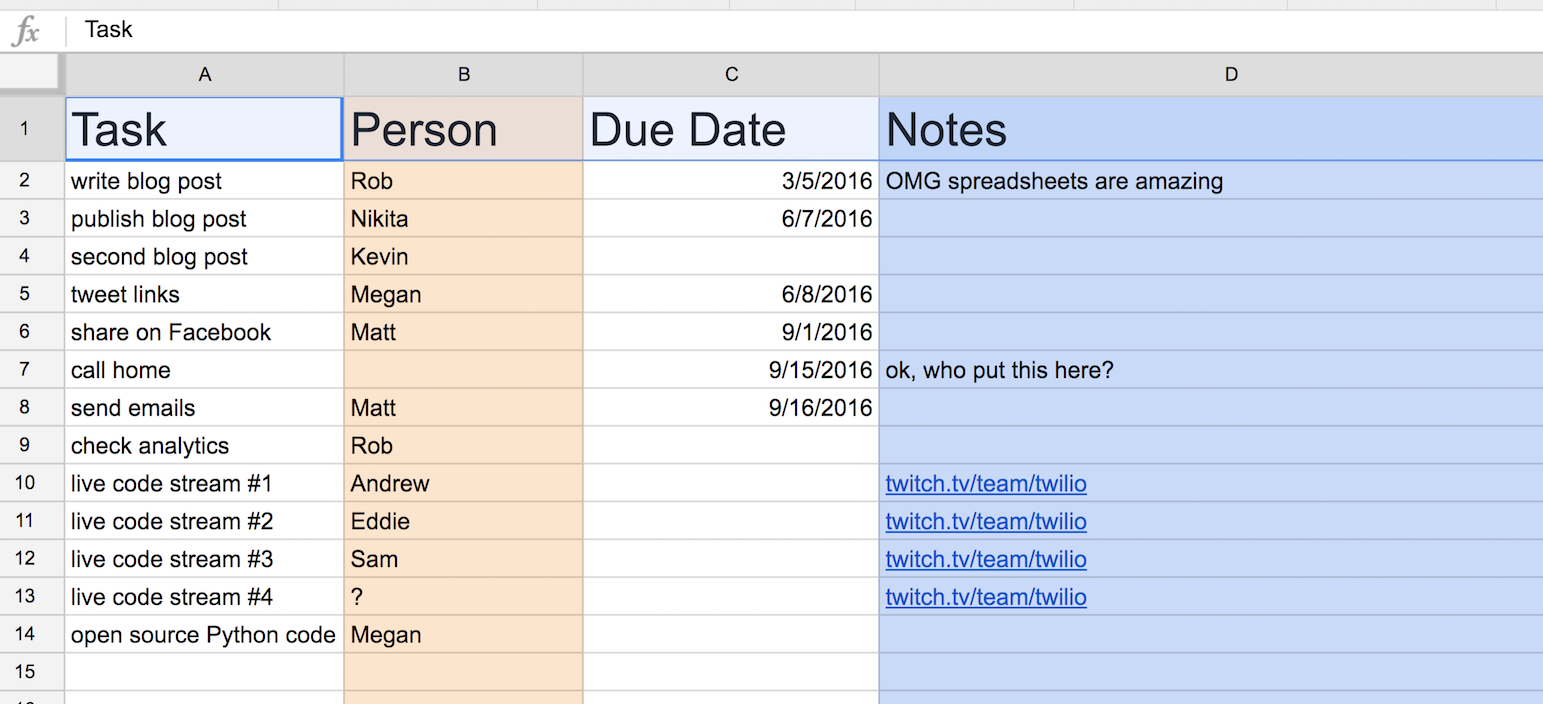 fx Task
A B C D
1 Task Person Due Date Notes
2 write blog post Rob 3/5/2016 OMG spreadsheets are amazing
3 publish blog post Nikita 6/7/2016
4 second blog post Kevin
5 tweet links Megan 6/8/2016
6 share on Facebook Matt 9/1/2016
7 call home 9/15/2016 ok, who put this here?
8 send emails Matt 9/16/2016
9 check analytics Rob
10 live code stream #1 Andrew twitch.tv/team/twilio
11 live code stream #2 Eddie twitch.tv/team/twilio
12 live code stream #3 Sam twitch.tv/team/twilio
13 live code stream #4 ? twitch.tv/team/twilio
14 open source Python code Megan
15